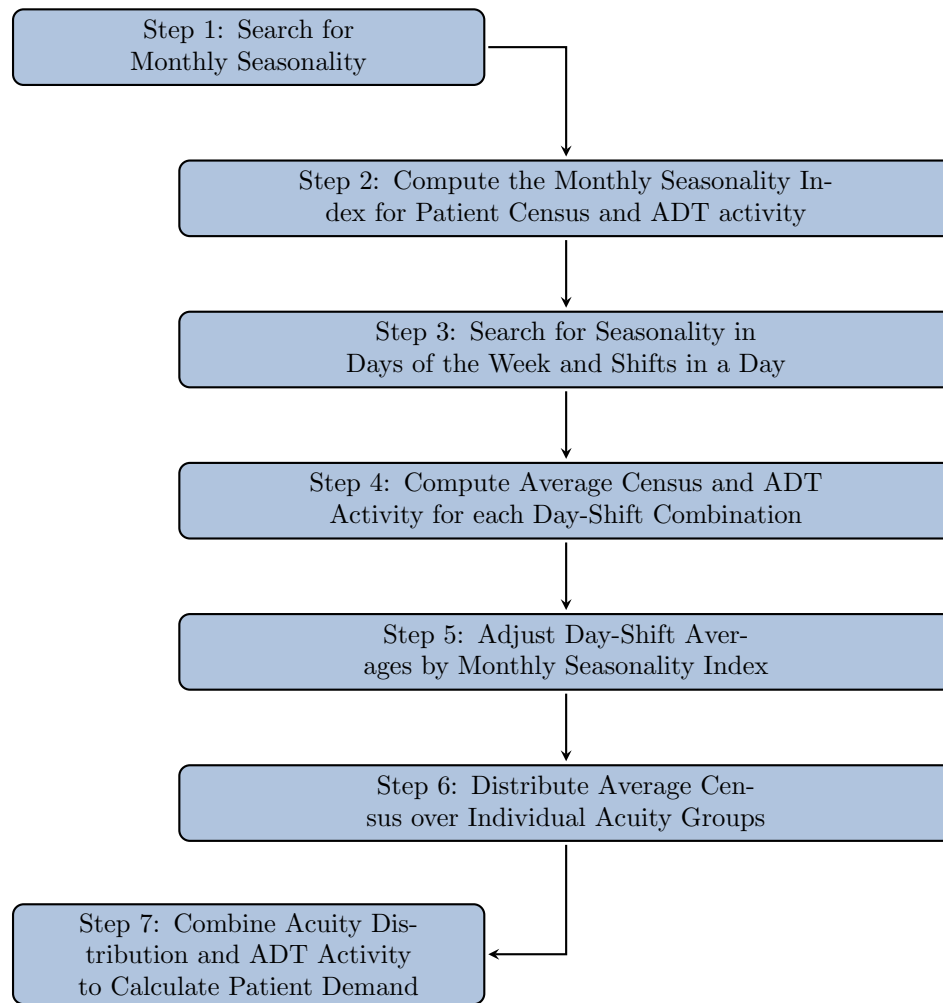 Step 1: Search for
Monthly Seasonality
Step 2: Compute the Monthly Seasonality In-
dex for Patient Census and ADT activity
Step 3: Search for Seasonality in
Days of the Week and Shifts in a Day
Step 4: Compute Average Census and ADT
Activity for each Day-Shift Combination
Step 5: Adjust Day-Shift Aver-
ages by Monthly Seasonality Index
Step 6: Distribute Average Cen-
sus over Individual Acuity Groups
Step 7: Combine Acuity Dis-
tribution and ADT Activity
to Calculate Patient Demand